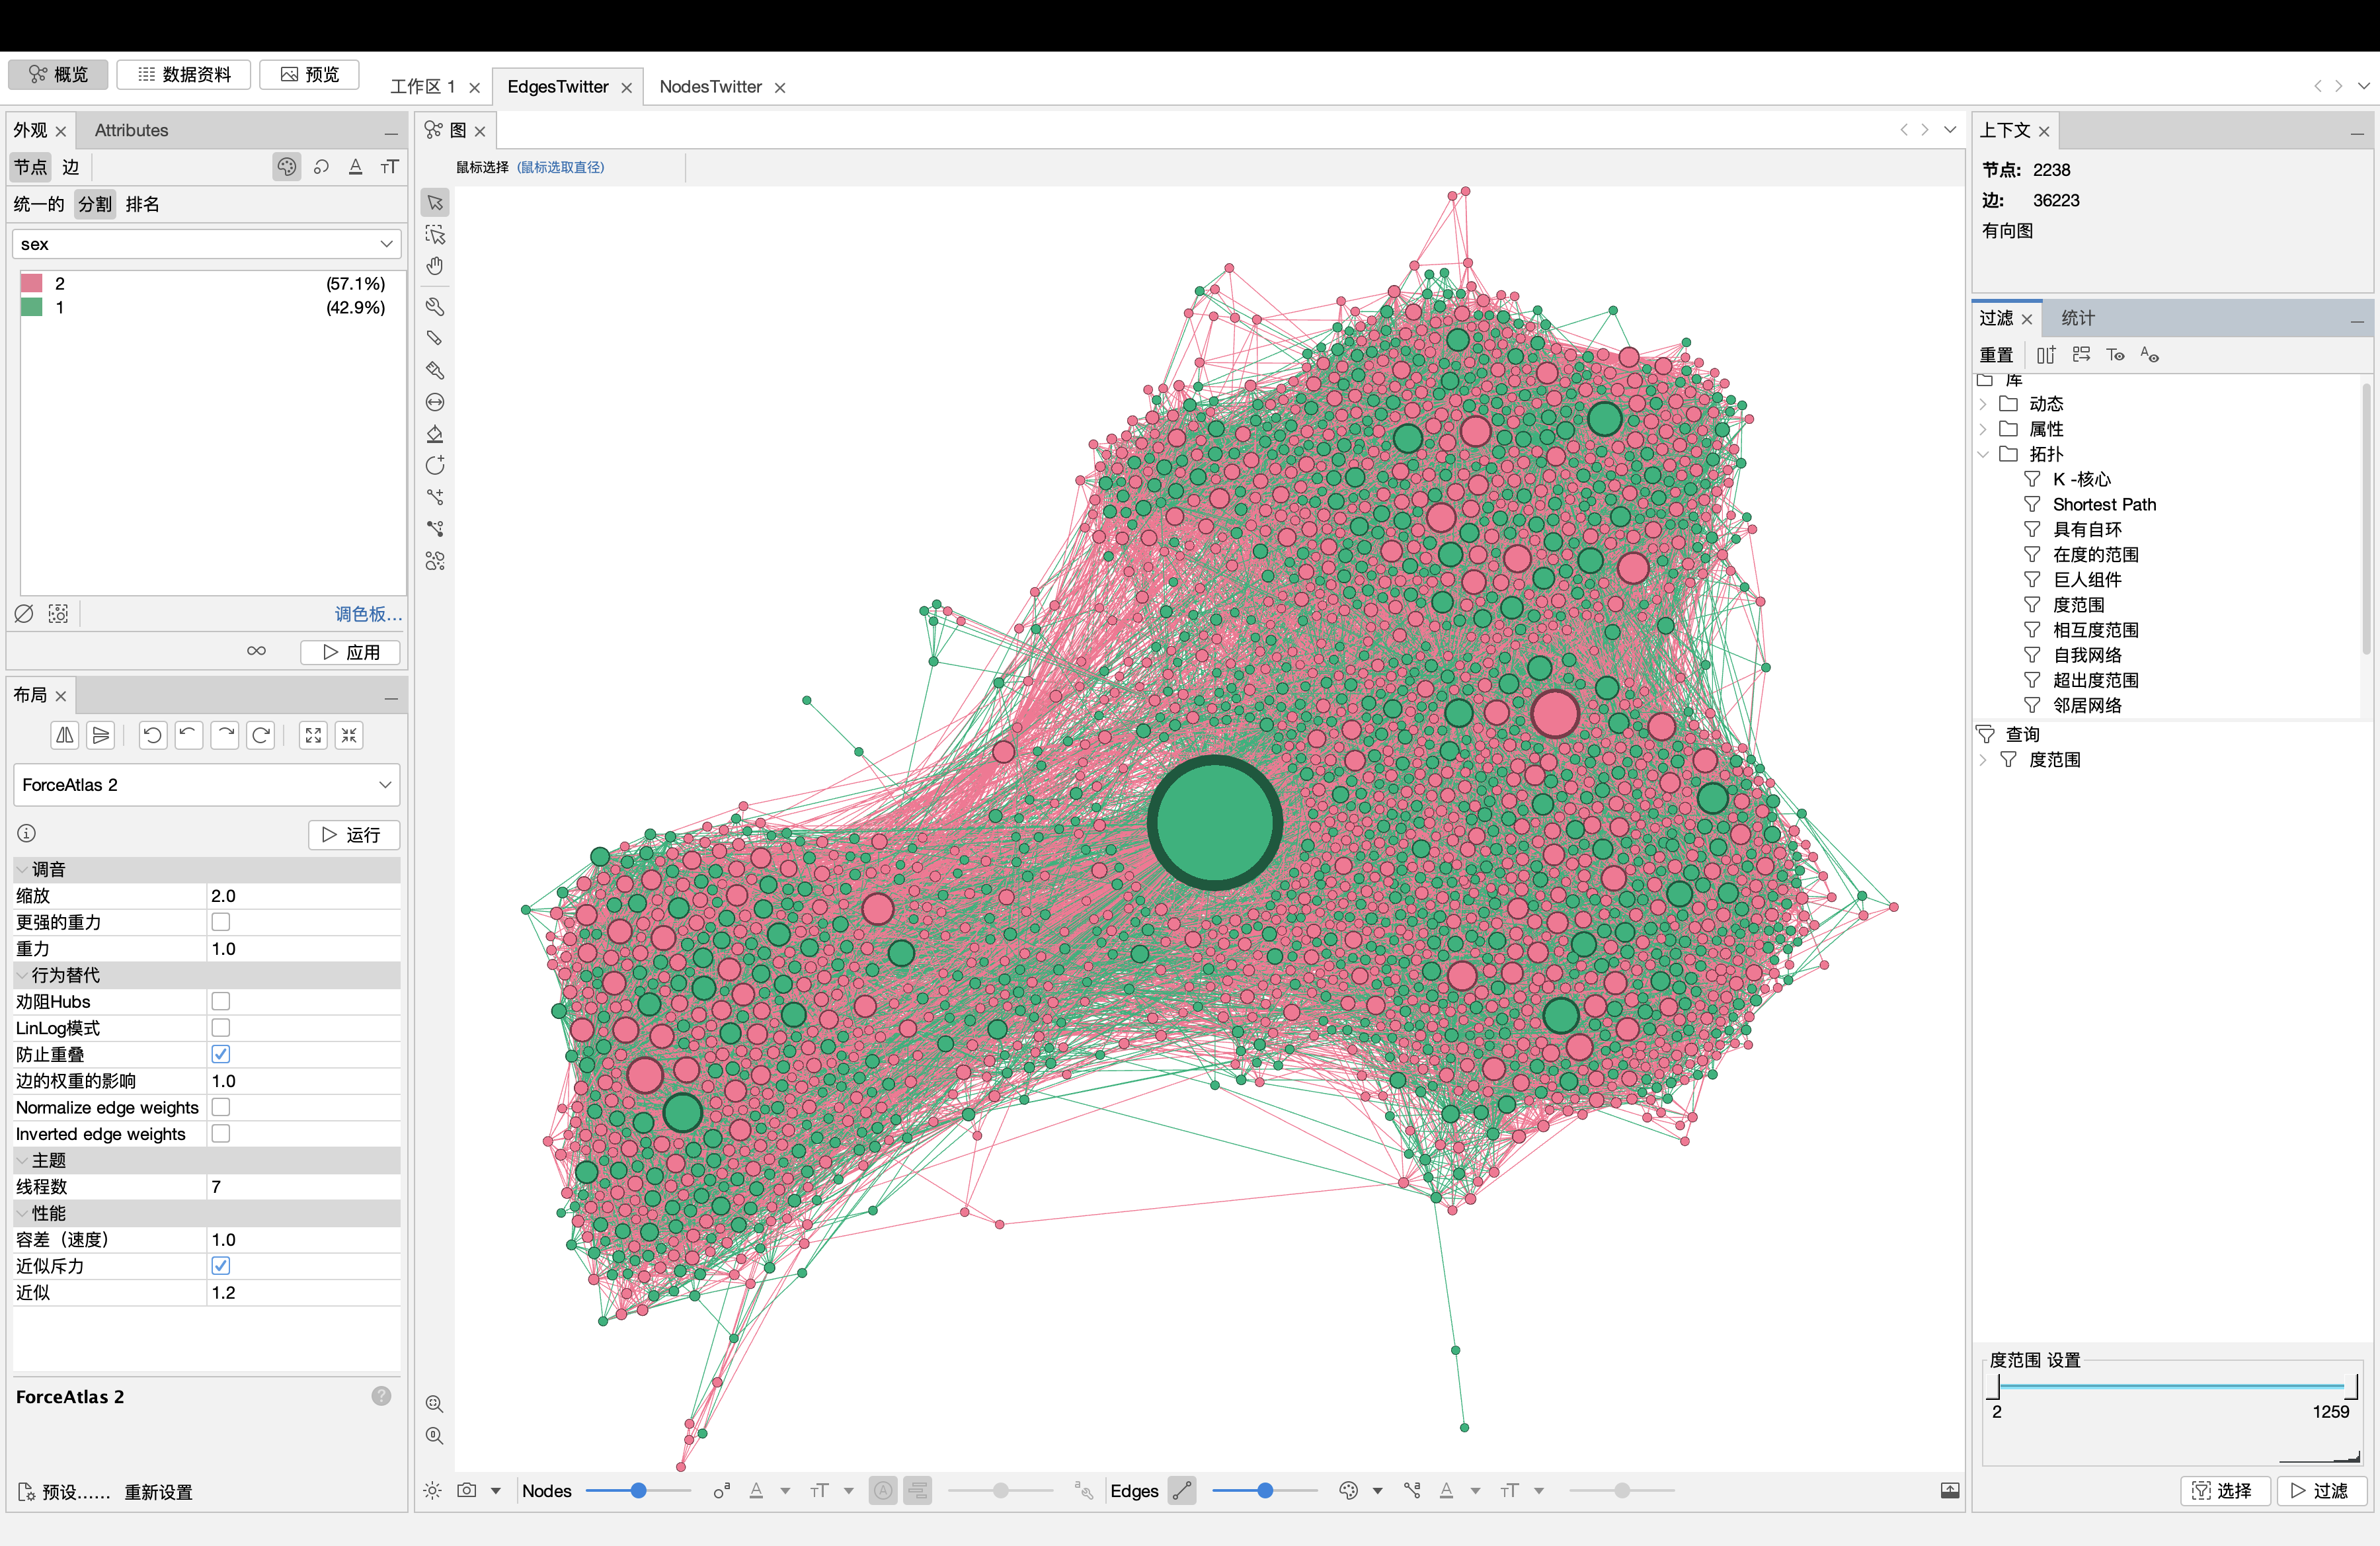 概览 数据资料 预览 工作区 1 EdgesTwitter NodesTwitter
外观 Attributes
节点 边
统一的 分割 排名
sex
2 (57.1%)
1 (42.9%)
调色板...
应用
布局
ForceAtlas 2
运行
调音
缩放 2.0
更强的重力
重力 1.0
行为替代
劝阻Hubs
LinLog模式
防止重叠
边的权重的影响 1.0
Normalize edge weights
Inverted edge weights
主题
线程数 7
性能
容差（速度） 1.0
近似斥力
近似 1.2
ForceAtlas 2
预设...... 重新设置
图
鼠标选择 (鼠标选取直径)
Nodes
Edges
上下文
节点: 2238
边: 36223
有向图
过滤 统计
重置
库
动态
属性
拓扑
K -核心
Shortest Path
具有自环
在度的范围
巨人组件
度范围
相互度范围
自我网络
超出度范围
邻居网络
查询
度范围
度范围 设置
2 1259
选择 过滤